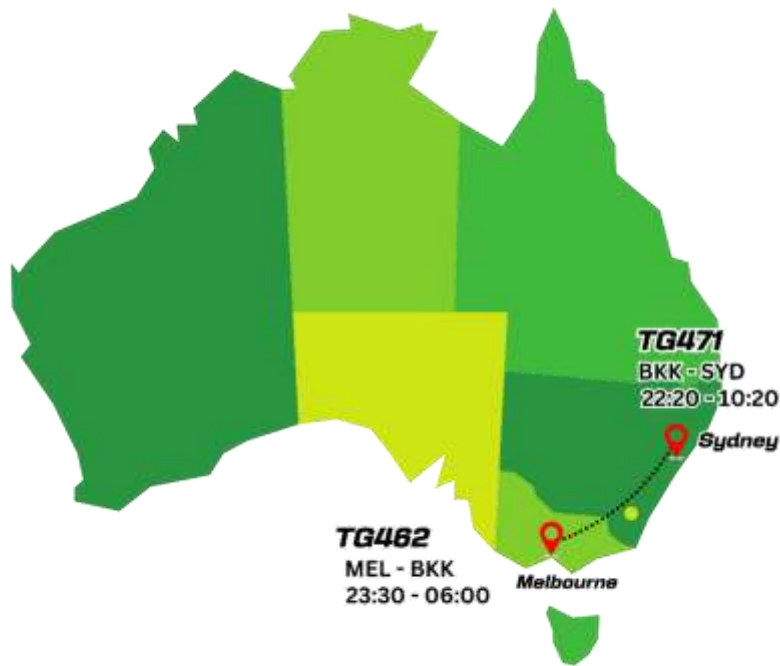 TG471
BKK - SYD
22:20 - 10:20
Sydney
TG462
MEL - BKK
23:30 - 06:00
Melbourne